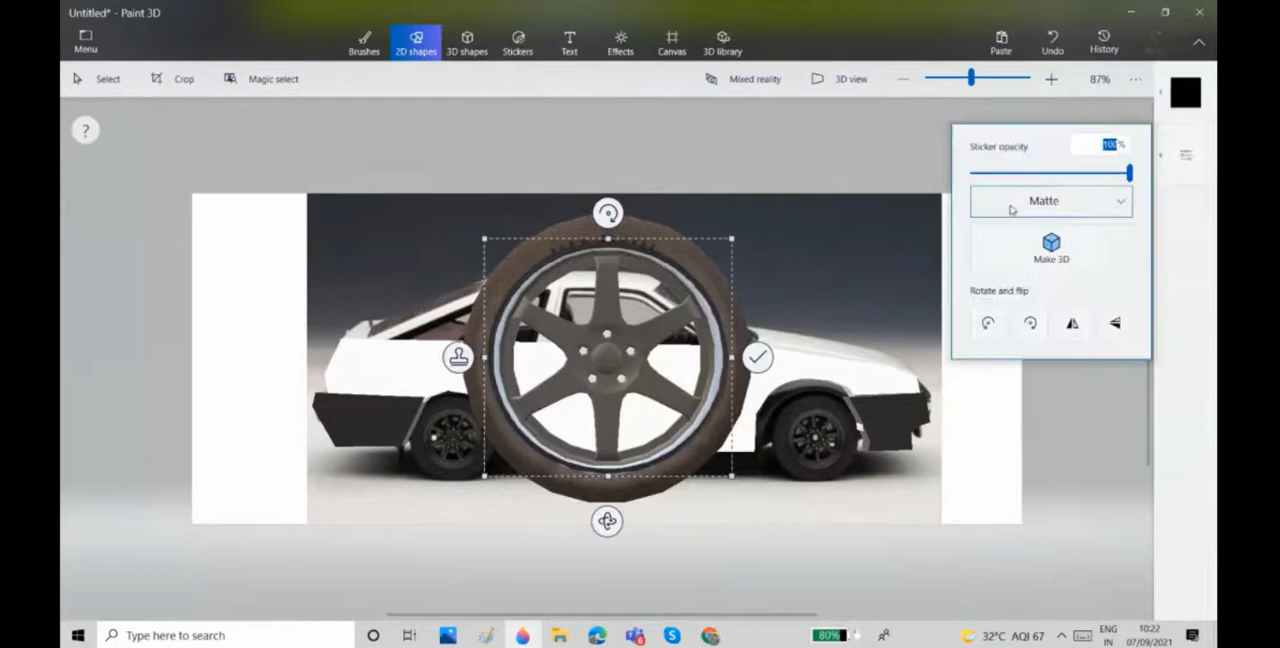 Untitled* - Paint 3D
Menu
Brushes
2D shapes
3D shapes
Stickers
Text
Effects
Canvas
3D library
Paste
Undo
History
Select
Crop
Magic select
Mixed reality
3D view
87%
?
Sticker opacity
100%
Matte
Make 3D
Rotate and flip
Type here to search
80%
32°C AQI 67
ENG
IN
10:22
07/09/2021